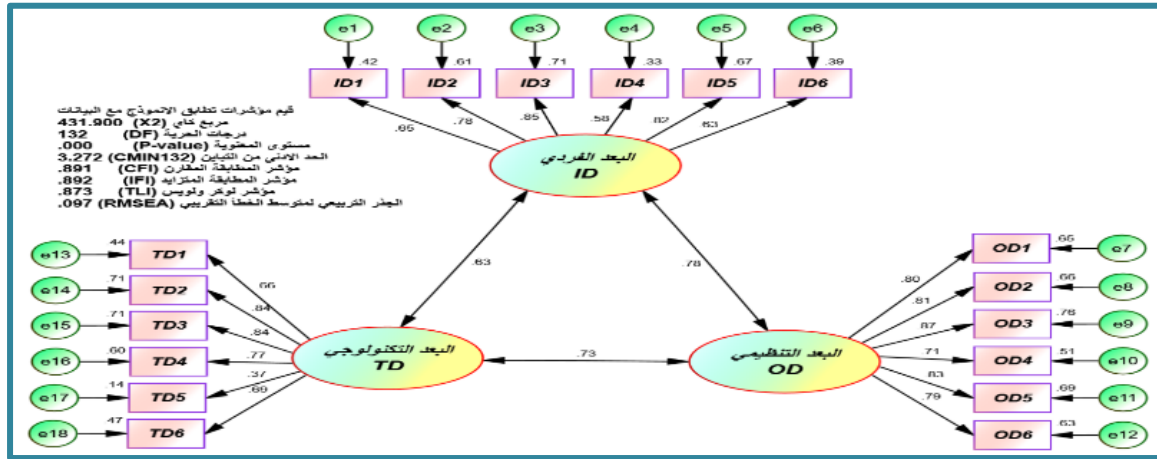 e1 e2 e3 e4 e5 e6
.42 .61 .71 .33 .67 .39
ID1 ID2 ID3 ID4 ID5 ID6
.65 .78 .85 .58 .82 .63
البعد الفردي
ID
قيم مؤشرات تطابق الانموذج مع البيانات
مربع كاي (X2) 431.900
درجات الحرية (DF) 132
مستوى المعنوية (P-value) .000
الحد الادنى من التباين (CMIN132) 3.272
مؤشر المطابقة المقارن (CFI) .891
مؤشر المطابقة المتزايد (IFI) .892
مؤشر توكر ولويس (TLI) .873
الجذر التربيعي لمتوسط الخطأ التقريبي (RMSEA) .097
.63
.78
.73
e13 .44 TD1 .66
e14 .71 TD2 .84
e15 .71 TD3 .84
e16 .60 TD4 .77
e17 .14 TD5 .37
e18 .47 TD6 .69
البعد التكنولوجي
TD
البعد التنظيمي
OD
.80 OD1 .65 e7
.81 OD2 .66 e8
.87 OD3 .76 e9
.71 OD4 .51 e10
.83 OD5 .69 e11
.79 OD6 .63 e12